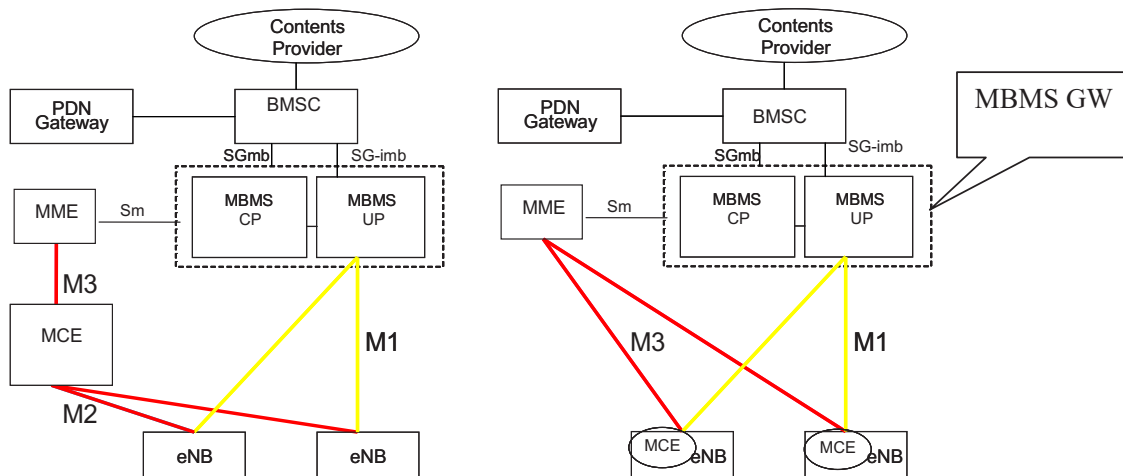 Contents
Provider
PDN
Gateway
BMSC
SGmb
SG-imb
MME
Sm
MBMS
CP
MBMS
UP
M3
MCE
M1
M2
eNB
eNB
Contents
Provider
PDN
Gateway
BMSC
MBMS GW
SGmb
SG-imb
MME
Sm
MBMS
CP
MBMS
UP
M3
M1
MCE
eNB
MCE
eNB